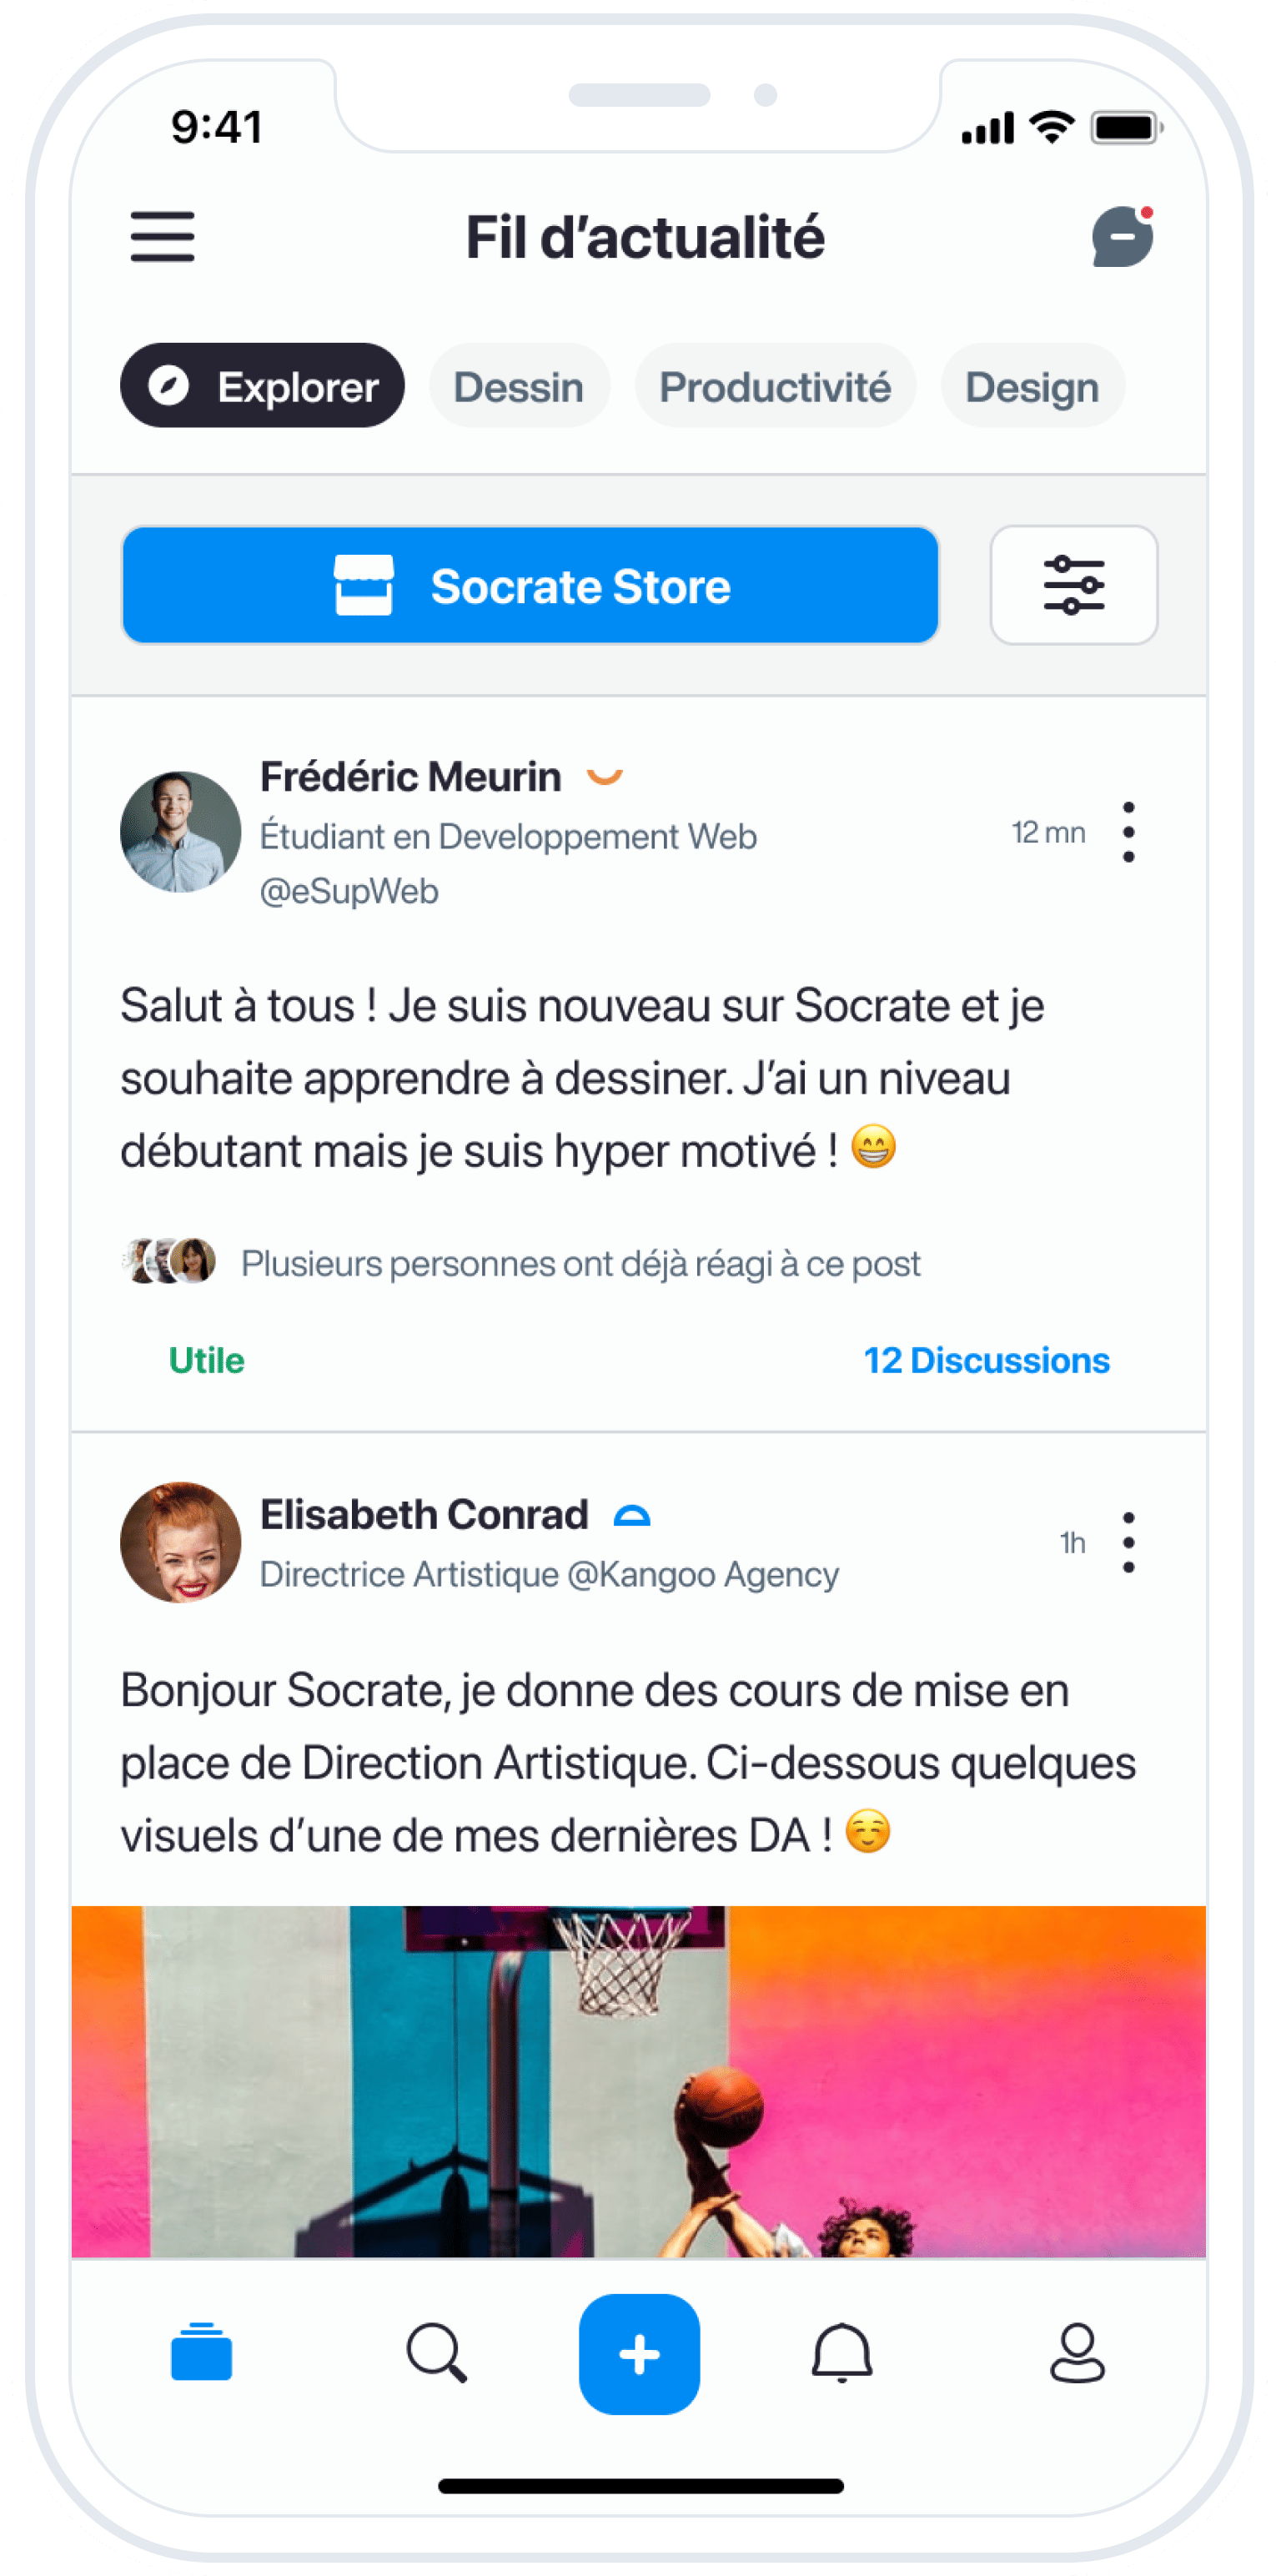 9:41
Fil d’actualité
Explorer Dessin Productivité Design
Socrate Store
Frédéric Meurin
Étudiant en Developpement Web
@eSupWeb
12 mn
Salut à tous ! Je suis nouveau sur Socrate et je
souhaite apprendre à dessiner. J’ai un niveau
débutant mais je suis hyper motivé ! 😁
Plusieurs personnes ont déjà réagi à ce post
Utile 12 Discussions
Elisabeth Conrad
Directrice Artistique @Kangoo Agency
1h
Bonjour Socrate, je donne des cours de mise en
place de Direction Artistique. Ci-dessous quelques
visuels d’une de mes dernières DA ! ☺️